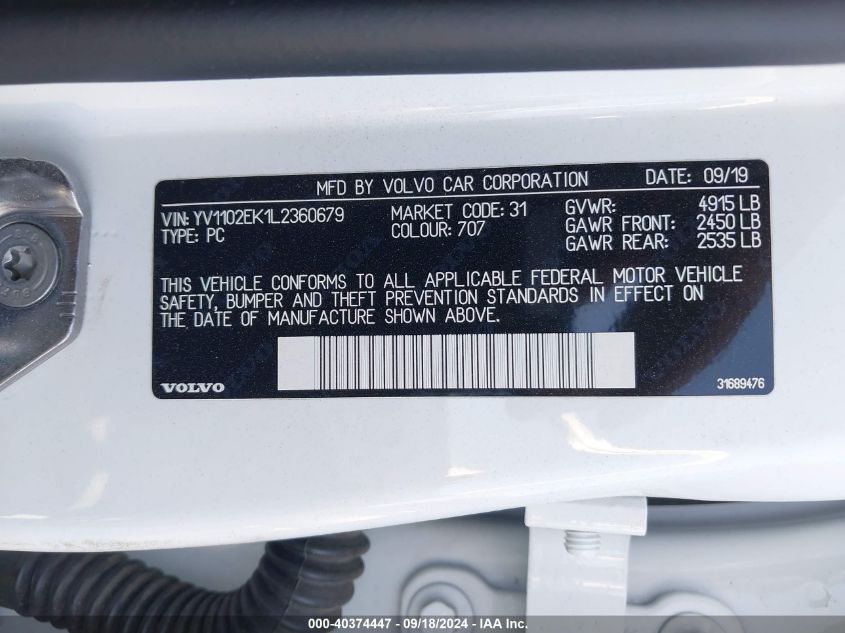 MFD BY VOLVO CAR CORPORATION DATE: 09/19
VIN: YV1102EK1L2360679 MARKET CODE: 31 GVWR: 4915 LB
TYPE: PC COLOUR: 707 GAWR FRONT: 2450 LB
GAWR REAR: 2535 LB
THIS VEHICLE CONFORMS TO ALL APPLICABLE FEDERAL MOTOR VEHICLE
SAFETY, BUMPER AND THEFT PREVENTION STANDARDS IN EFFECT ON
THE DATE OF MANUFACTURE SHOWN ABOVE.
VOLVO 31689476
000-40374447 - 09/18/2024 - IAA Inc.